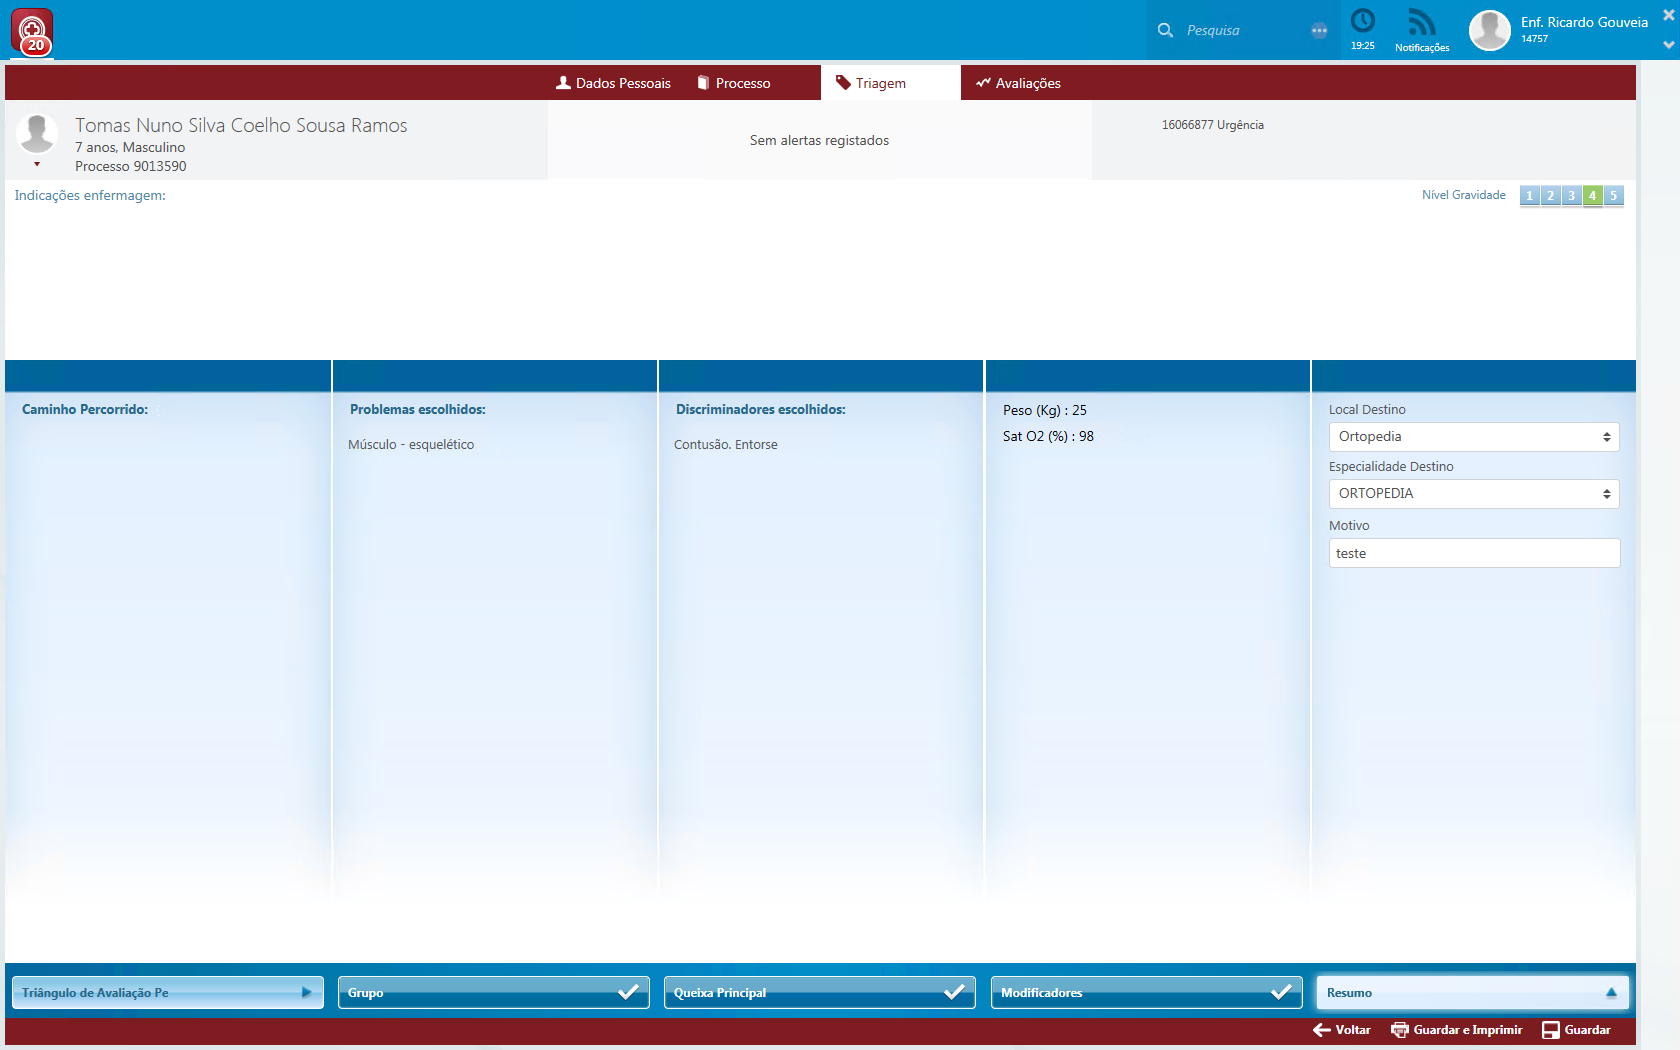 20
Pesquisa
19:25
Notificações
Enf. Ricardo Gouveia
14757
Dados Pessoais
Processo
Triagem
Avaliações
Tomas Nuno Silva Coelho Sousa Ramos
7 anos, Masculino
Processo 9013590
Sem alertas registados
16066877 Urgência
Indicações enfermagem:
Nível Gravidade 1 2 3 4 5
Caminho Percorrido:
Problemas escolhidos:
Músculo - esquelético
Discriminadores escolhidos:
Contusão. Entorse
Peso (Kg) : 25
Sat O2 (%) : 98
Local Destino
Ortopedia
Especialidade Destino
ORTOPEDIA
Motivo
teste
Triângulo de Avaliação Pe
Grupo
Queixa Principal
Modificadores
Resumo
Voltar
Guardar e Imprimir
Guardar